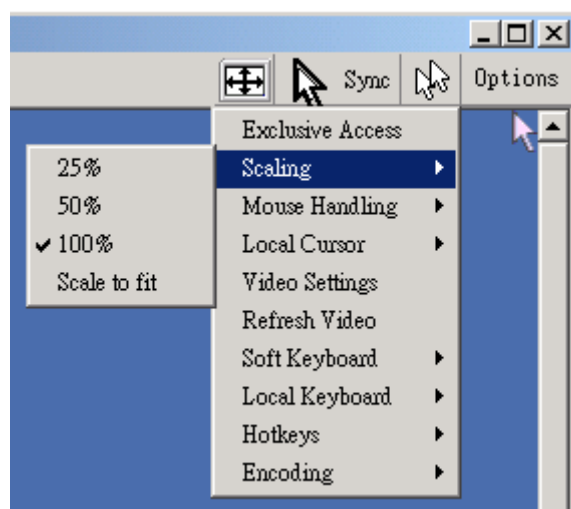 Sync Options
Exclusive Access
Scaling
Mouse Handling
Local Cursor
Video Settings
Refresh Video
Soft Keyboard
Local Keyboard
Hotkeys
Encoding
25%
50%
100%
Scale to fit